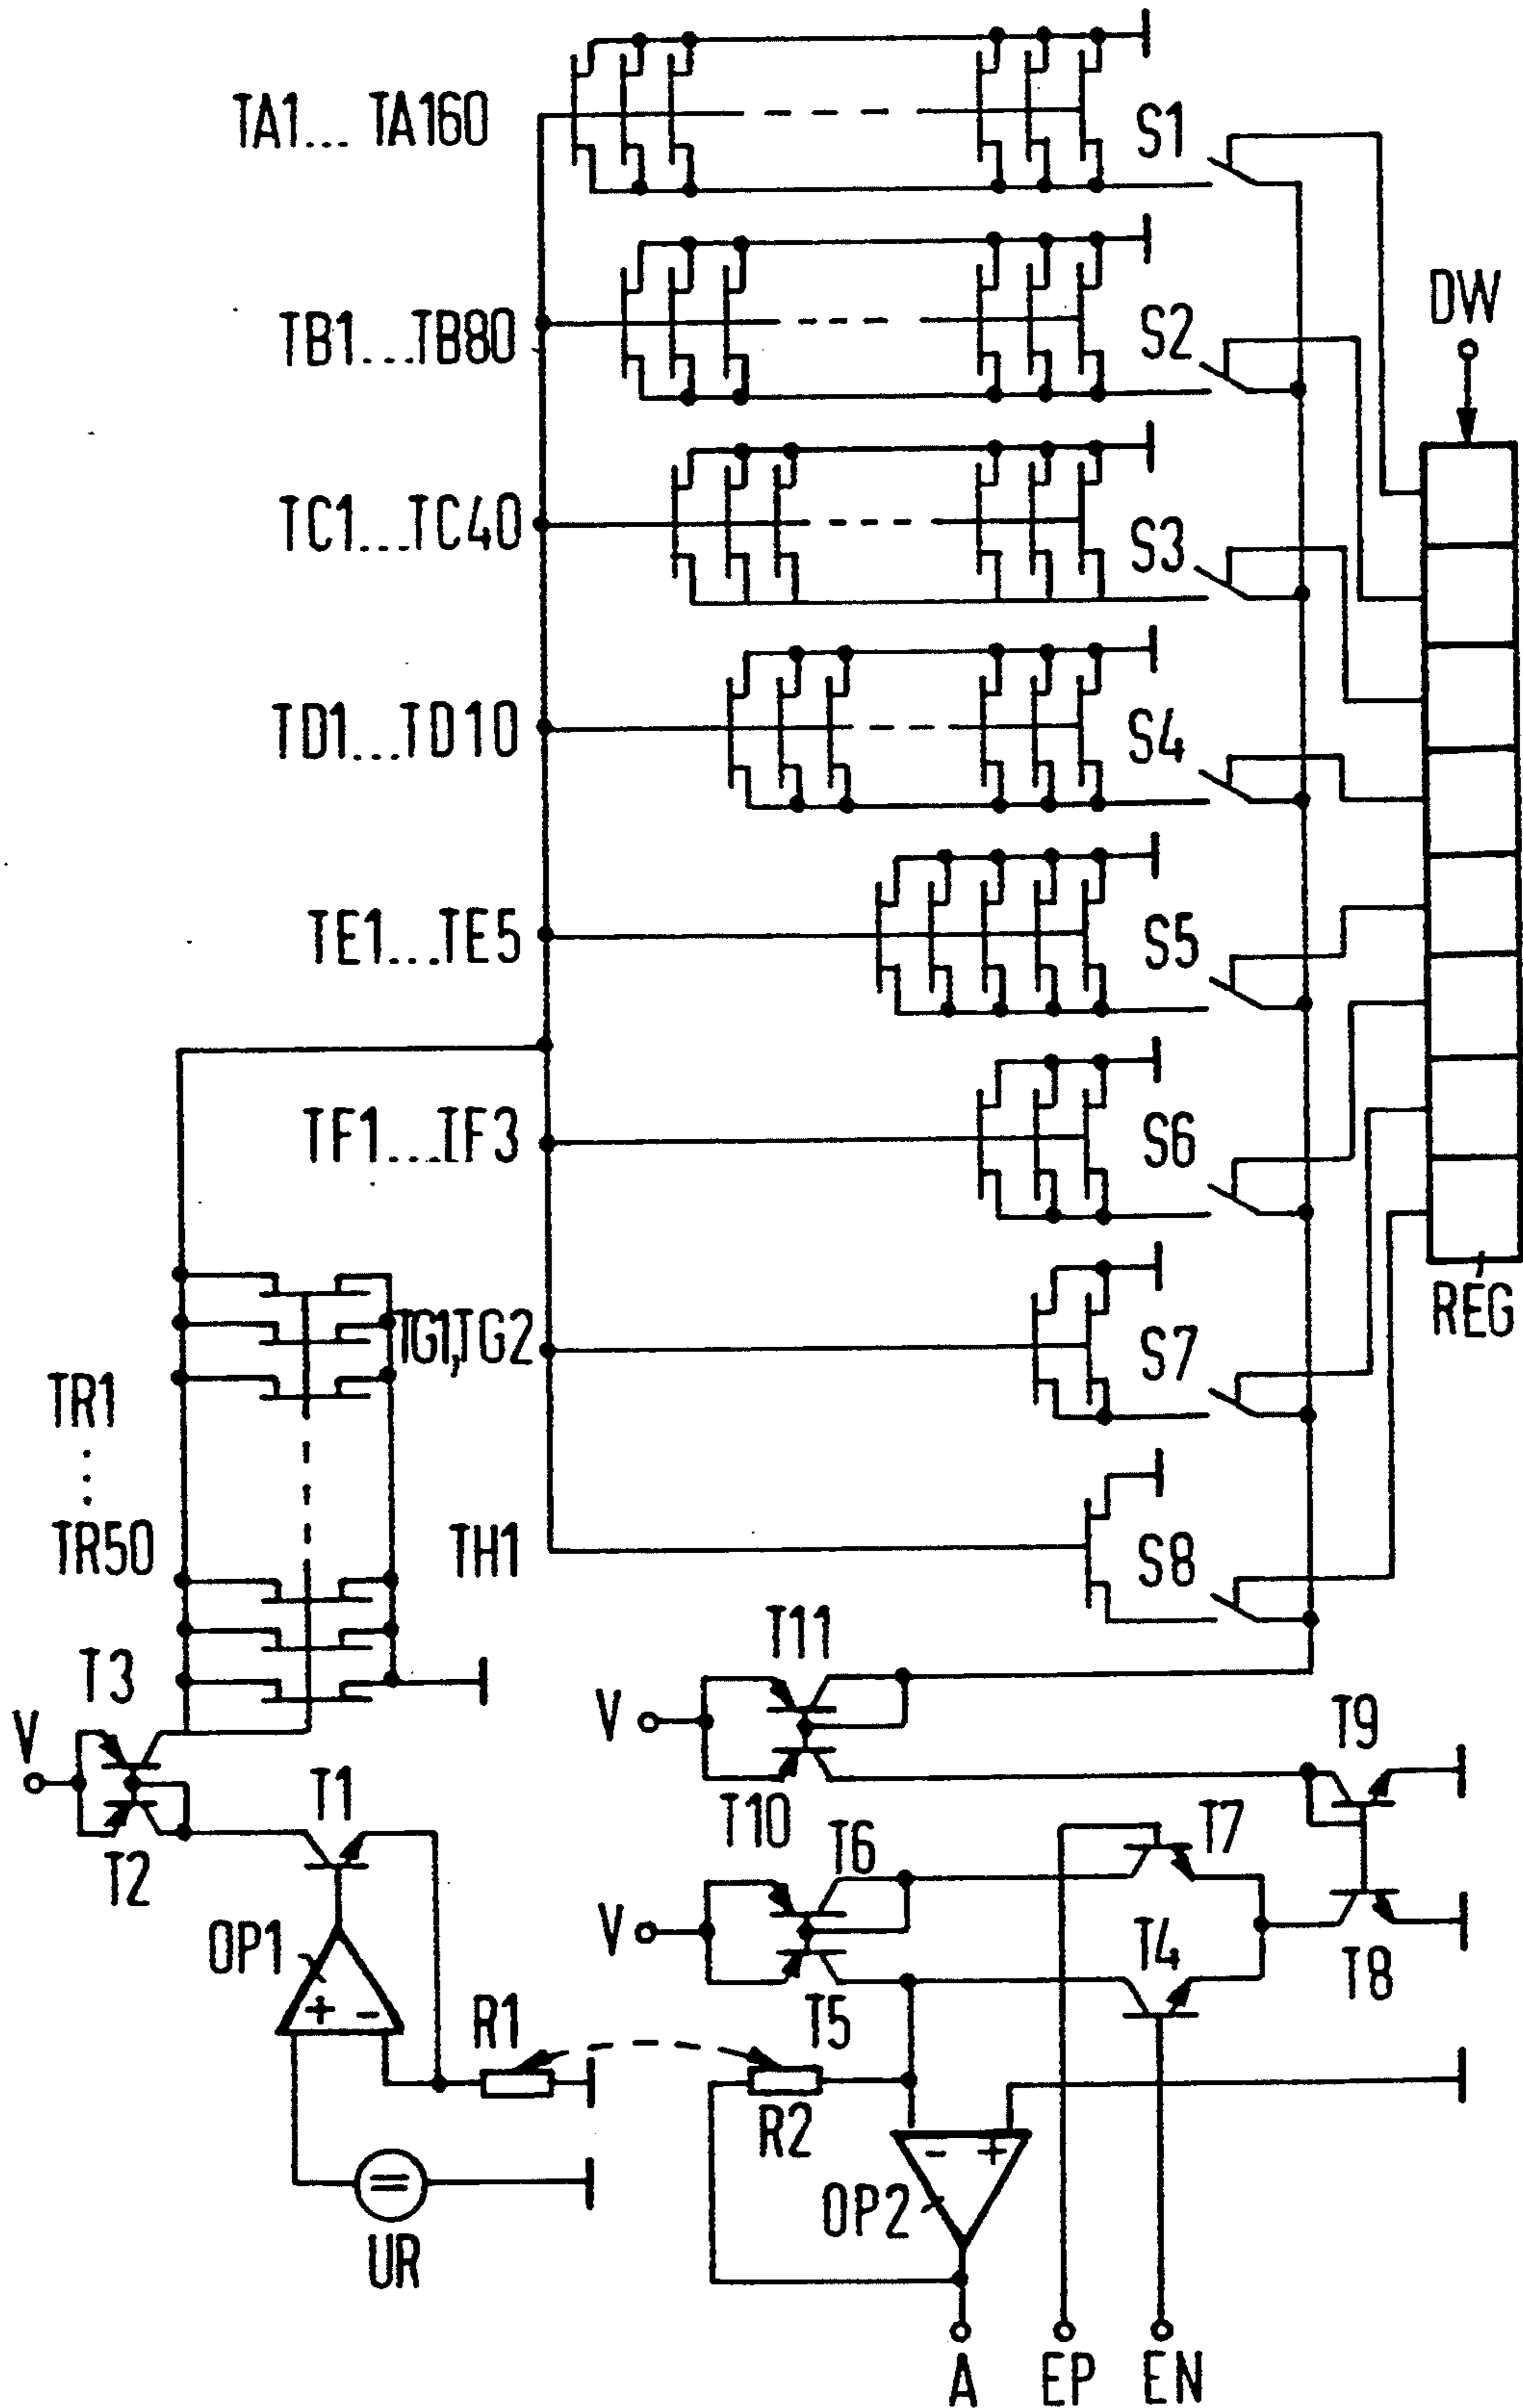 TA1... TA160
S1
TB1...TB80
S2
DW
TC1...TC40
S3
TD1...TD10
S4
TE1...TE5
S5
TF1...TF3
S6
REG
TG1,TG2
S7
TR1
⋮
TR50
TH1
S8
T11
T3
V
V
T9
T1
T10
T7
T2
T6
OP1
V
T4
T8
+ -
R1
T5
R2
- +
OP2
=
UR
A
EP
EN